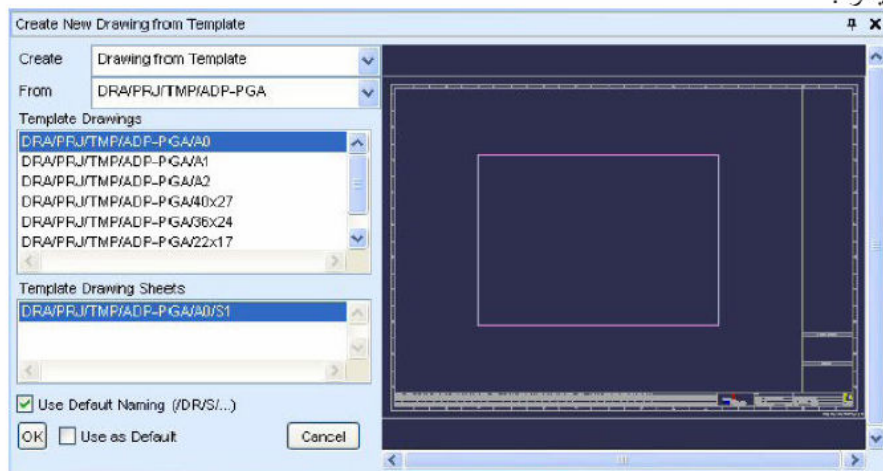 Create New Drawing from Template
Create Drawing from Template
From DRA/PRJ/TMP/ADP-PGA
Template Drawings
DRA/PRJ/TMP/ADP-PGA/A0
DRA/PRJ/TMP/ADP-PGA/A1
DRA/PRJ/TMP/ADP-PGA/A2
DRA/PRJ/TMP/ADP-PGA/40x27
DRA/PRJ/TMP/ADP-PGA/36x24
DRA/PRJ/TMP/ADP-PGA/22x17
Template Drawing Sheets
DRA/PRJ/TMP/ADP-PGA/A0/S1
Use Default Naming (/DR/S/...)
OK Use as Default Cancel